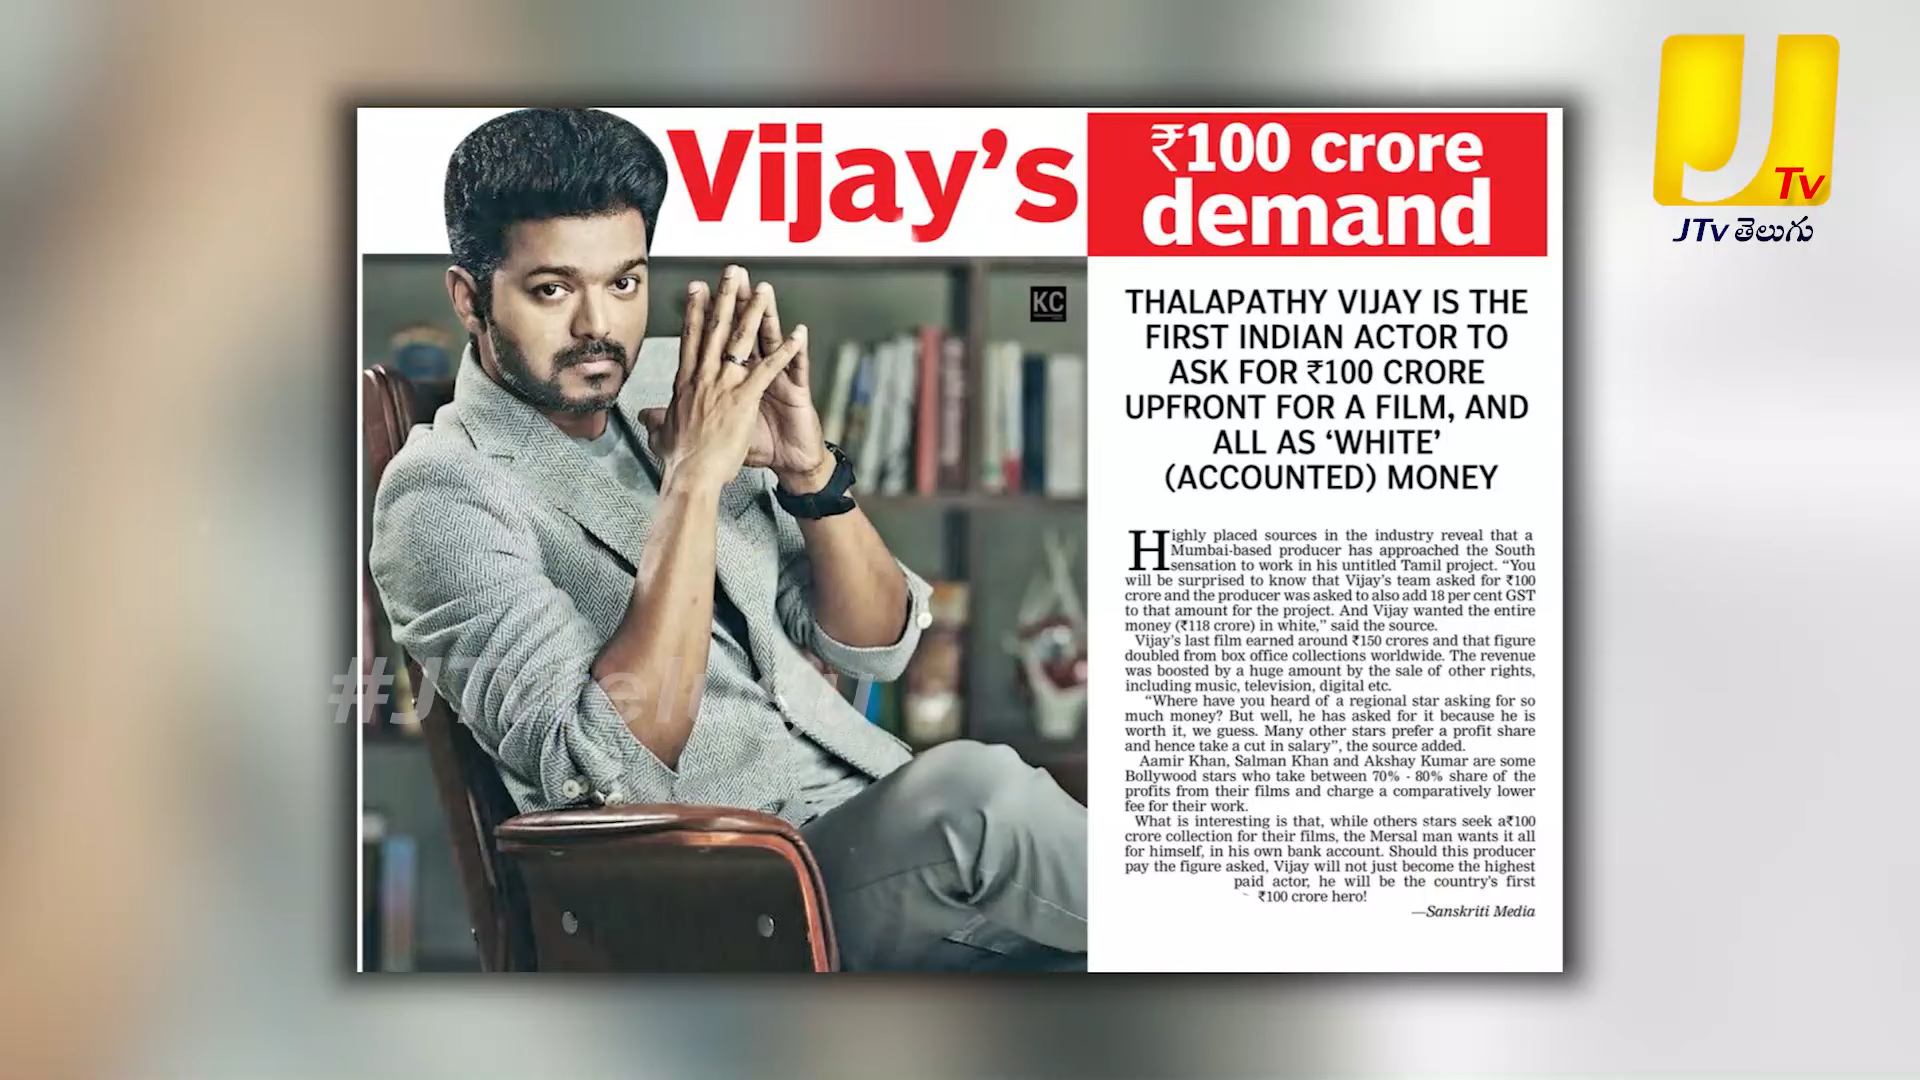 Vijay's
₹100 crore
demand
J
Tv
JTv తెలుగు
KC
THALAPATHY VIJAY IS THE
FIRST INDIAN ACTOR TO
ASK FOR ₹100 CRORE
UPFRONT FOR A FILM, AND
ALL AS ‘WHITE’
(ACCOUNTED) MONEY
Highly placed sources in the industry reveal that a
Mumbai-based producer has approached the South
sensation to work in his untitled Tamil project. “You
will be surprised to know that Vijay’s team asked for ₹100
crore and the producer was asked to also add 18 per cent GST
to that amount for the project. And Vijay wanted the entire
money (₹118 crore) in white,” said the source.
Vijay’s last film earned around ₹150 crores and that figure
doubled from box office collections worldwide. The revenue
was boosted by a huge amount by the sale of other rights,
including music, television, digital etc.
“Where have you heard of a regional star asking for so
much money? But well, he has asked for it because he is
worth it, we guess. Many other stars prefer a profit share
and hence take a cut in salary”, the source added.
Aamir Khan, Salman Khan and Akshay Kumar are some
Bollywood stars who take between 70% - 80% share of the
profits from their films and charge a comparatively lower
fee for their work.
What is interesting is that, while others stars seek a₹100
crore collection for their films, the Mersal man wants it all
for himself, in his own bank account. Should this producer
pay the figure asked, Vijay will not just become the highest
paid actor, he will be the country’s first
₹100 crore hero!
—Sanskriti Media
#JTvtelugu